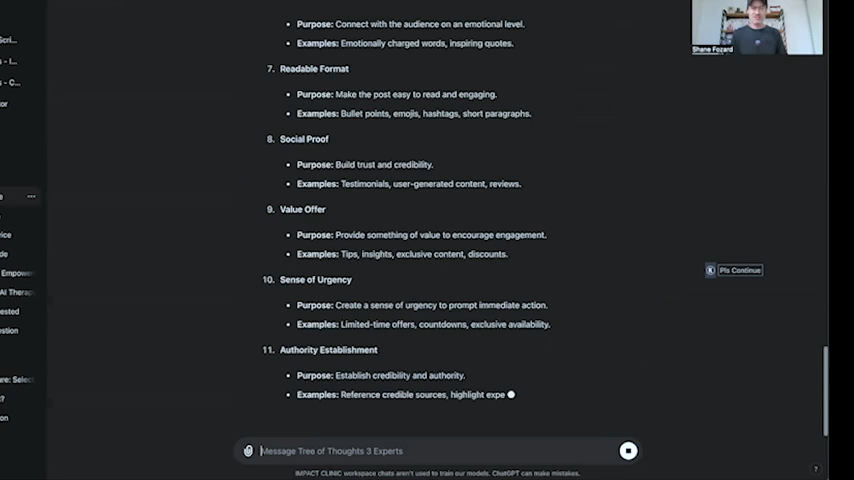 Shane Fozard
Purpose: Connect with the audience on an emotional level.
Examples: Emotionally charged words, inspiring quotes.
7. Readable Format
Purpose: Make the post easy to read and engaging.
Examples: Bullet points, emojis, hashtags, short paragraphs.
8. Social Proof
Purpose: Build trust and credibility.
Examples: Testimonials, user-generated content, reviews.
9. Value Offer
Purpose: Provide something of value to encourage engagement.
Examples: Tips, insights, exclusive content, discounts.
10. Sense of Urgency
Purpose: Create a sense of urgency to prompt immediate action.
Examples: Limited-time offers, countdowns, exclusive availability.
11. Authority Establishment
Purpose: Establish credibility and authority.
Examples: Reference credible sources, highlight expe
Pls Continue
Message Tree of Thoughts 3 Experts
IMPACT CLINIC workspace chats aren't used to train our models. ChatGPT can make mistakes.
?